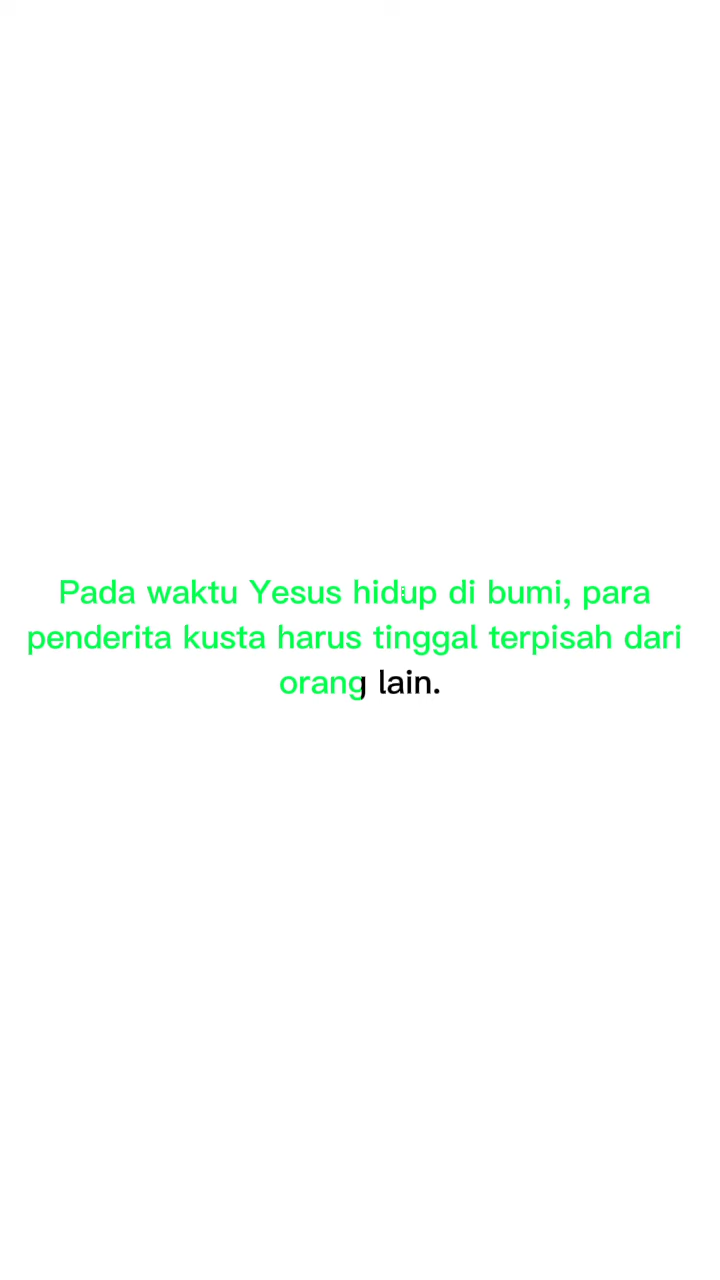 Pada waktu Yesus hidup di bumi, para
penderita kusta harus tinggal terpisah dari
orang lain.